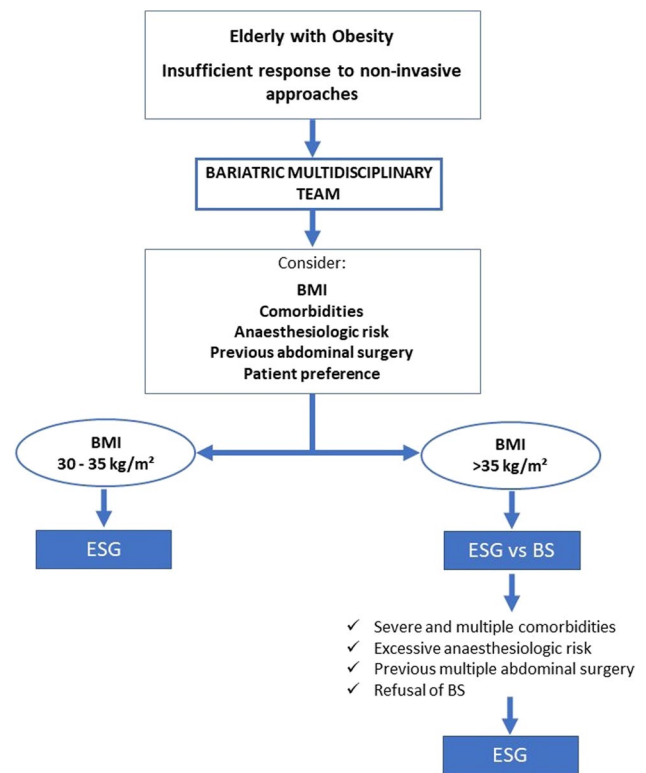 Elderly with Obesity
Insufficient response to non-invasive
approaches
BARIATRIC MULTIDISCIPLINARY
TEAM
Consider:
BMI
Comorbidities
Anaesthesiologic risk
Previous abdominal surgery
Patient preference
BMI
30 - 35 kg/m²
BMI
>35 kg/m²
ESG
ESG vs BS
✓ Severe and multiple comorbidities
✓ Excessive anaesthesiologic risk
✓ Previous multiple abdominal surgery
✓ Refusal of BS
ESG